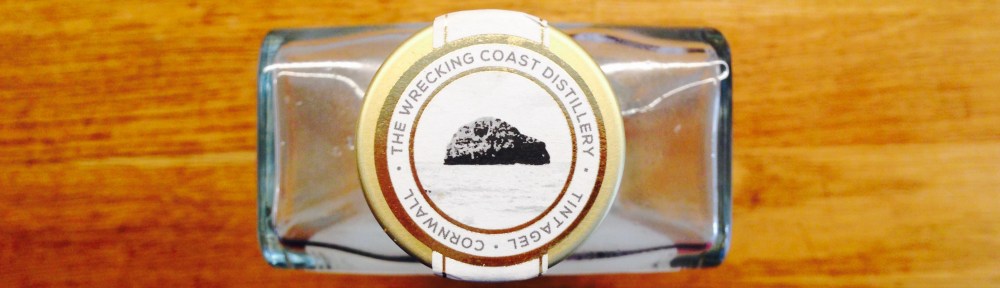 THE WRECKING COAST DISTILLERY
· TINTAGEL · CORNWALL ·